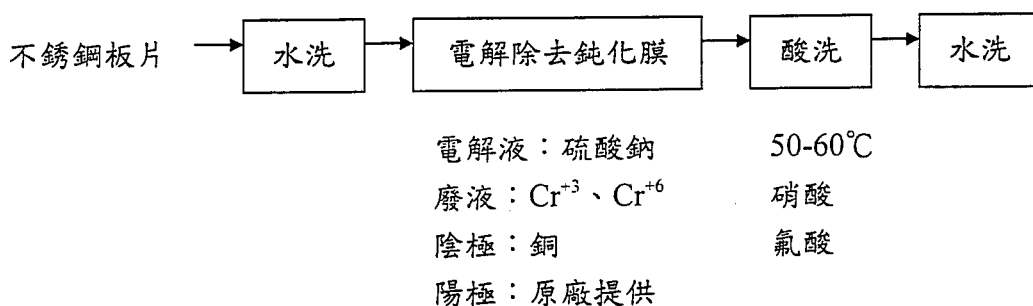 不銹鋼板片 水洗 電解除去鈍化膜 酸洗 水洗
電解液：硫酸鈉 50-60℃
廢液：Cr⁺³、Cr⁺⁶ 硝酸
陰極：銅 氟酸
陽極：原廠提供